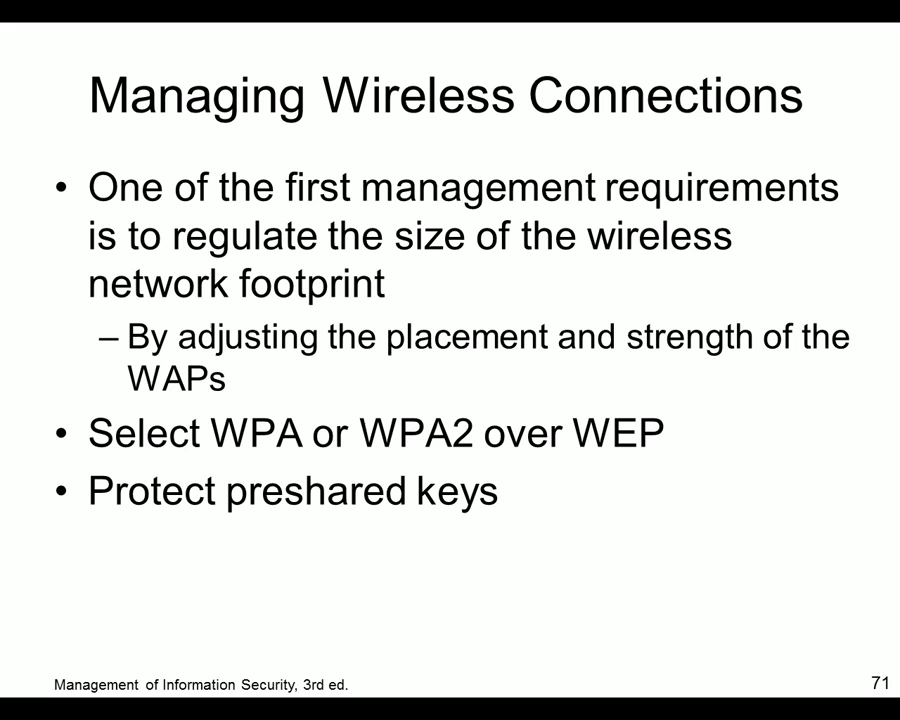 Managing Wireless Connections
• One of the first management requirements
is to regulate the size of the wireless
network footprint
– By adjusting the placement and strength of the
WAPs
• Select WPA or WPA2 over WEP
• Protect preshared keys
Management of Information Security, 3rd ed.
71